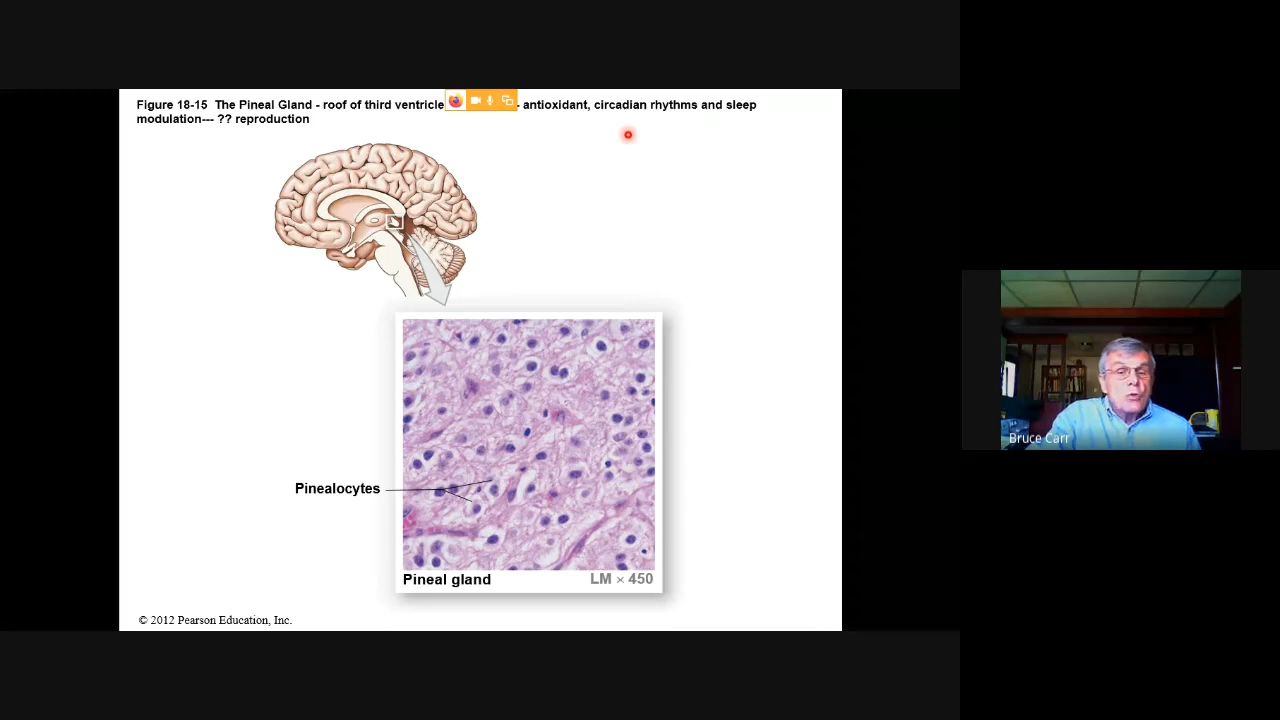 Figure 18-15 The Pineal Gland - roof of third ventricle - antioxidant, circadian rhythms and sleep
modulation--- ?? reproduction
Pinealocytes
Pineal gland
LM × 450
© 2012 Pearson Education, Inc.
Bruce Carr